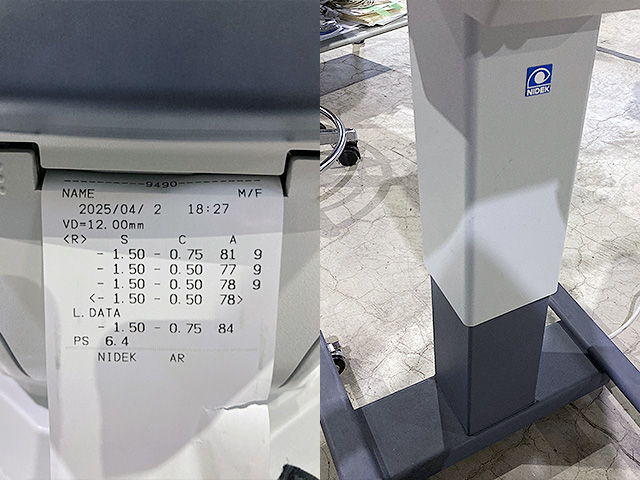 9490
NAME M/F
2025/04/ 2 18:27
VD=12.00mm
<R> S C A
- 1.50 - 0.75 81 9
- 1.50 - 0.50 77 9
- 1.50 - 0.50 78 9
<- 1.50 - 0.50 78>
L.DATA
- 1.50 - 0.75 84
PS 6.4
NIDEK AR
NIDEK